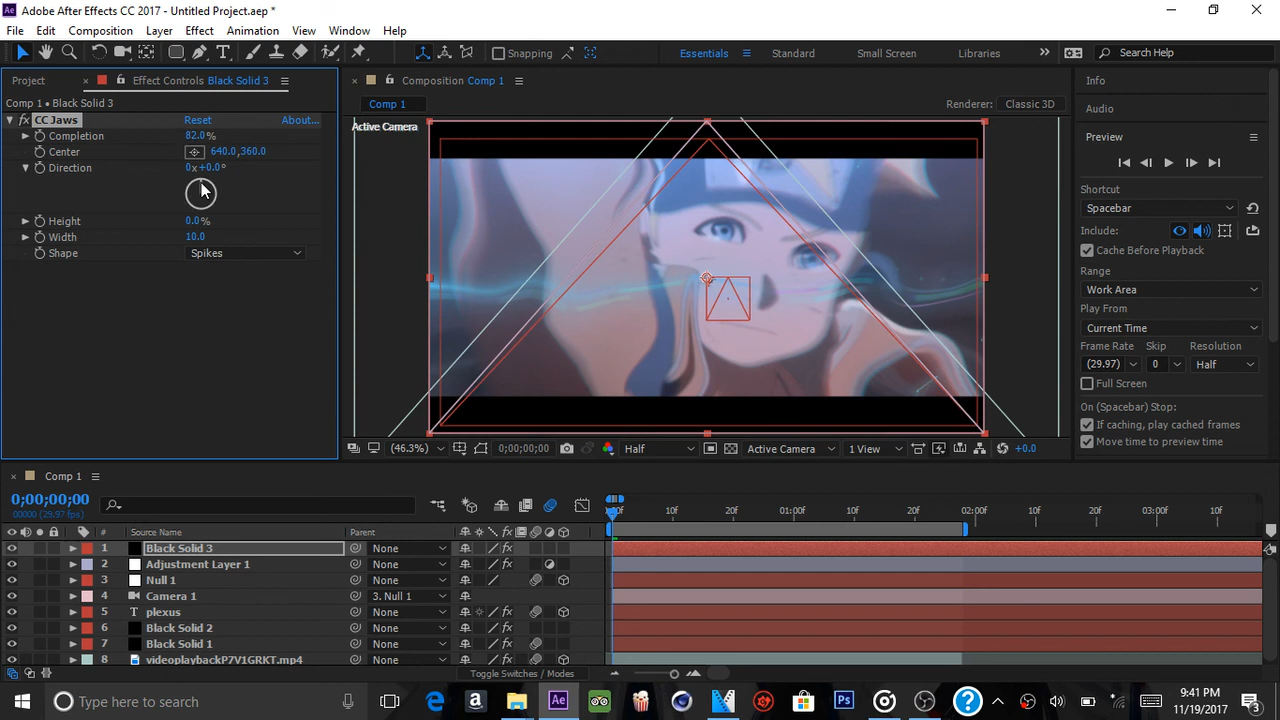 Adobe After Effects CC 2017 - Untitled Project.aep *
File Edit Composition Layer Effect Animation View Window Help
Snapping Essentials Standard Small Screen Libraries Search Help
Project Effect Controls Black Solid 3
Comp 1 • Black Solid 3
fx CC Jaws Reset About...
Completion 82.0%
Center 640.0,360.0
Direction 0x+0.0°
Height 0.0%
Width 10.0
Shape Spikes
Composition Comp 1
Comp 1
Renderer: Classic 3D
Active Camera
(46.3%) 0;00;00;00 Half Active Camera 1 View +0.0
Info
Audio
Preview
Shortcut
Spacebar
Include:
Cache Before Playback
Range
Work Area
Play From
Current Time
Frame Rate Skip Resolution
(29.97) 0 Half
Full Screen
On (Spacebar) Stop:
If caching, play cached frames
Move time to preview time
Comp 1
0;00;00;00
00000 (29.97 fps)
10f 20f 01:00f 10f 20f 02:00f 10f 20f 03:00f 10f
# Source Name Parent
1 Black Solid 3 None
2 Adjustment Layer 1 None
3 Null 1 None
4 Camera 1 3. Null 1
5 T plexus None
6 Black Solid 2 None
7 Black Solid 1 None
8 videoplaybackP7V1GRKT.mp4 None
Toggle Switches / Modes
Type here to search
9:41 PM
11/19/2017
3